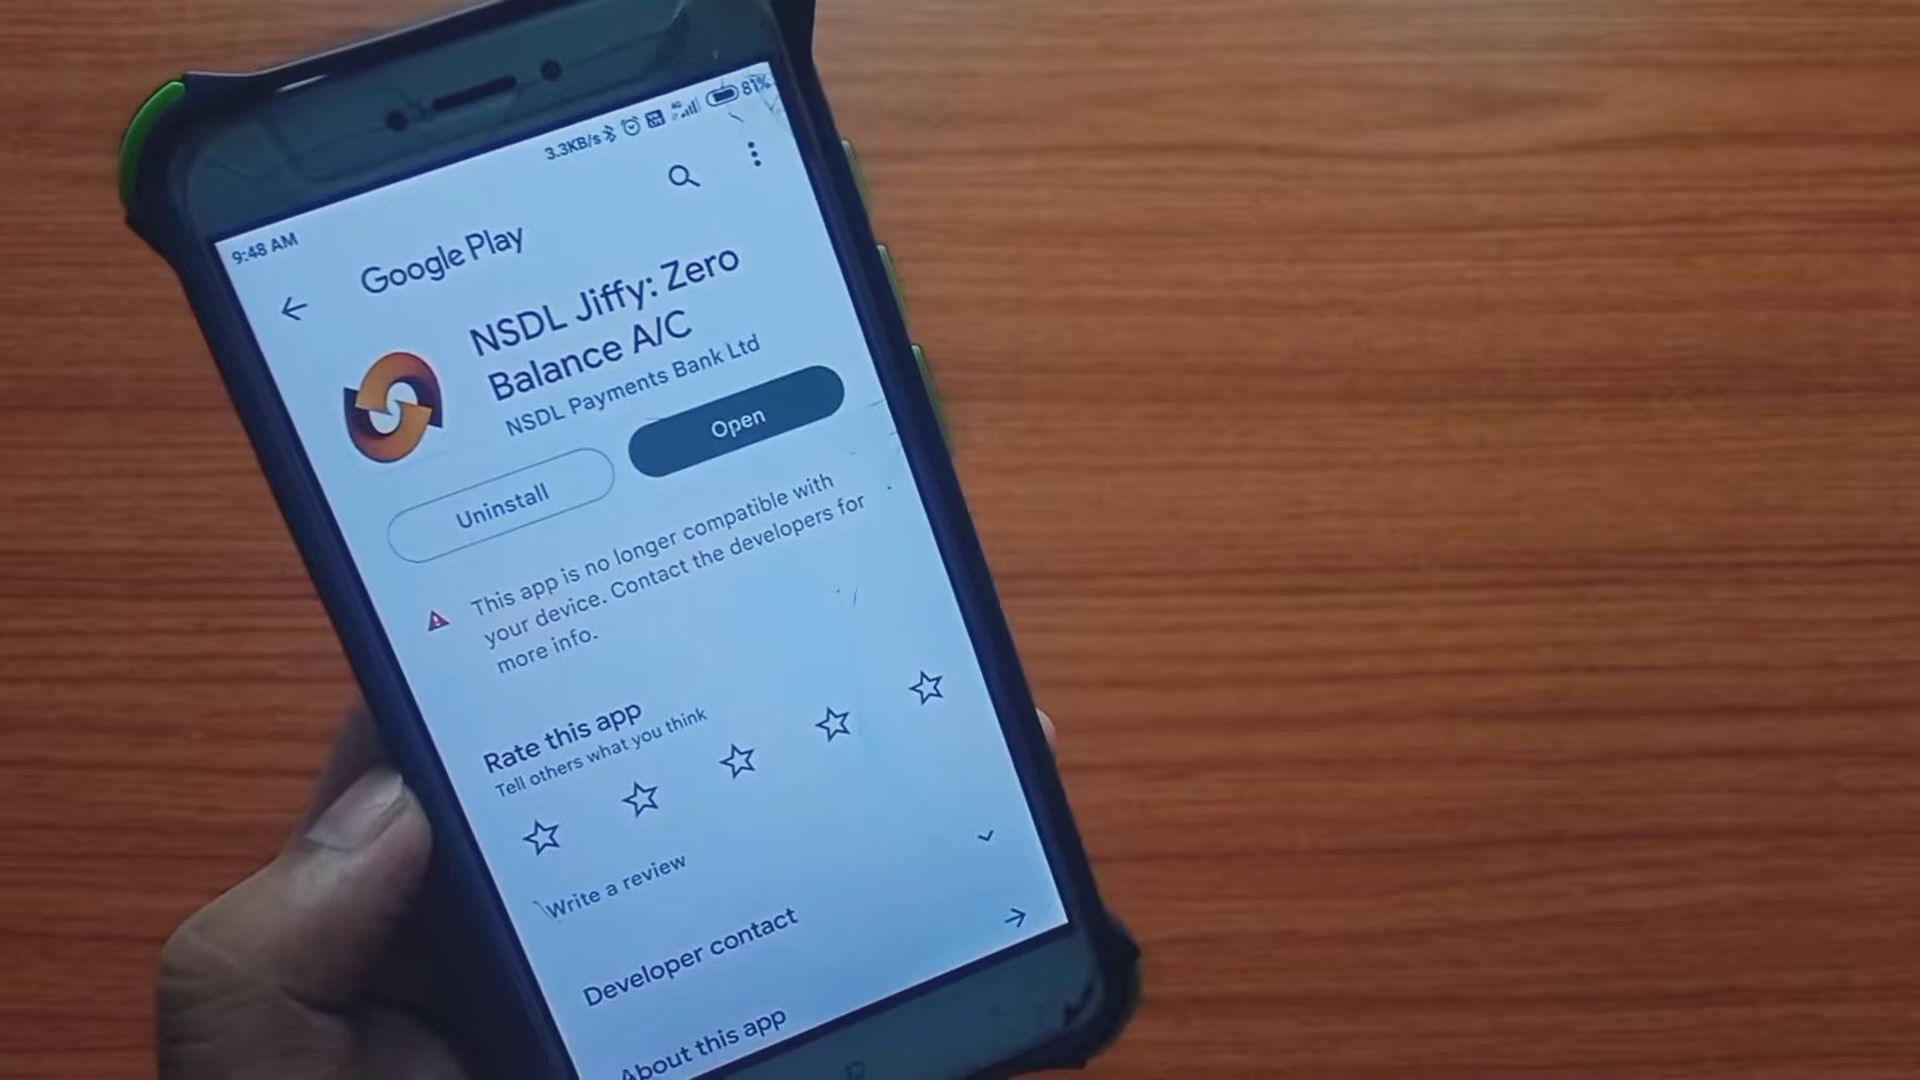 9:48 AM
3.3KB/s
4G
81%
Google Play
NSDL Jiffy: Zero
Balance A/C
NSDL Payments Bank Ltd
Uninstall
Open
This app is no longer compatible with
your device. Contact the developers for
more info.
Rate this app
Tell others what you think
Write a review
Developer contact
About this app